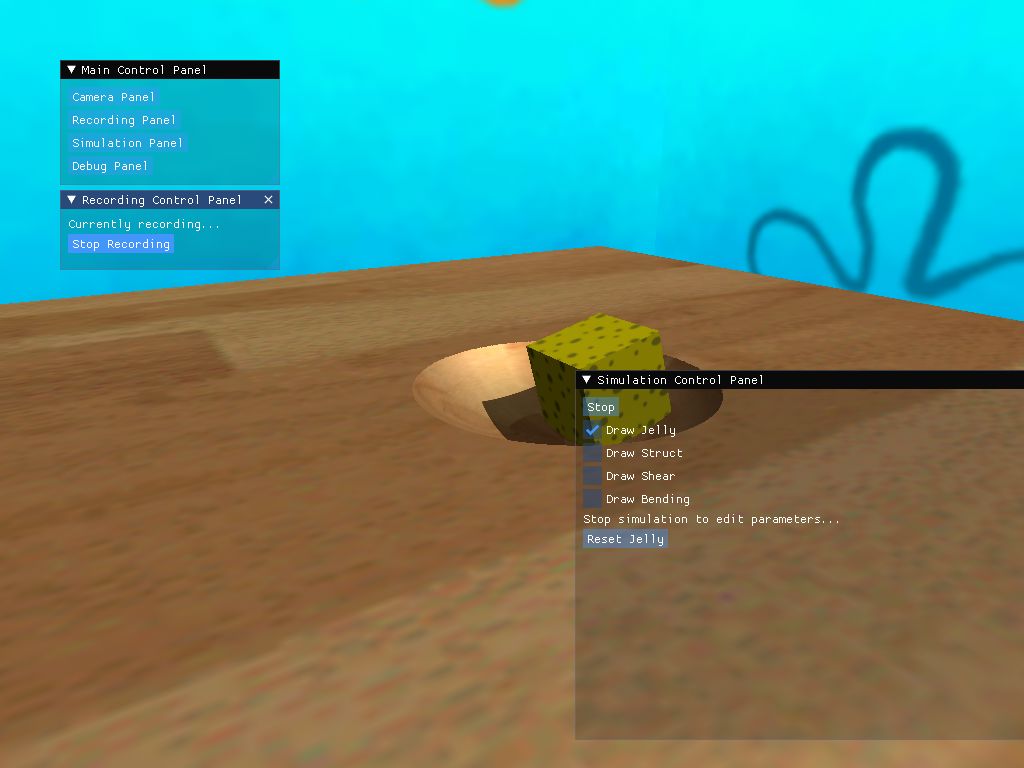 Main Control Panel
Camera Panel
Recording Panel
Simulation Panel
Debug Panel
Recording Control Panel
Currently recording...
Stop Recording
Simulation Control Panel
Stop
Draw Jelly
Draw Struct
Draw Shear
Draw Bending
Stop simulation to edit parameters...
Reset Jelly